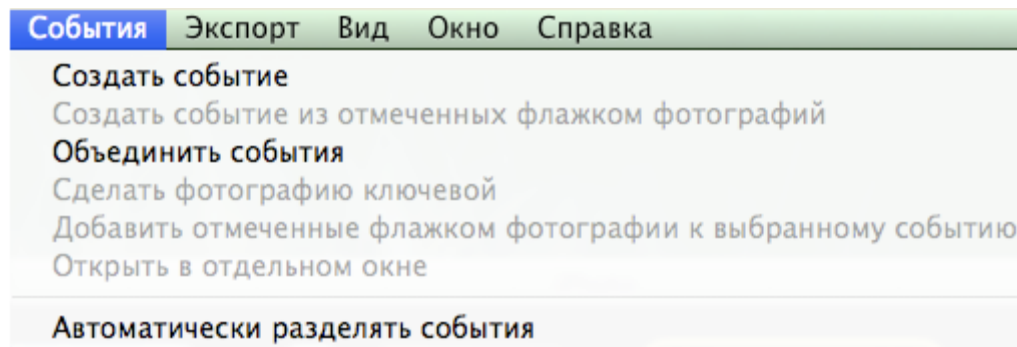 События Экспорт Вид Окно Справка
Создать событие
Создать событие из отмеченных флажком фотографий
Объединить события
Сделать фотографию ключевой
Добавить отмеченные флажком фотографии к выбранному событию
Открыть в отдельном окне
Автоматически разделять события